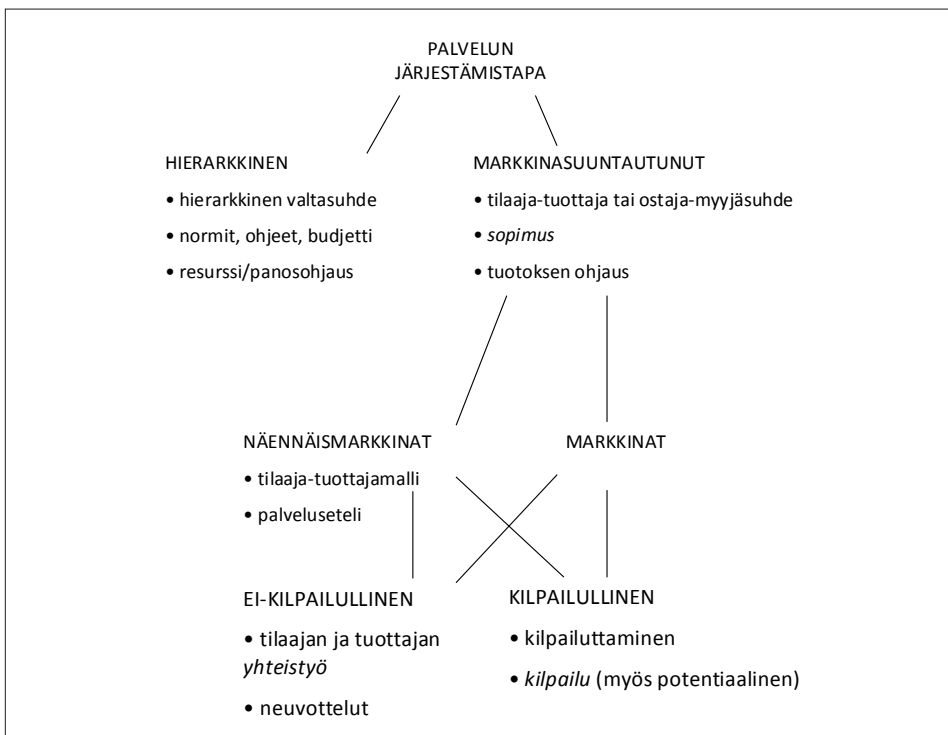 PALVELUN
JÄRJESTÄMISTAPA
HIERARKKINEN
• hierarkkinen valtasuhde
• normit, ohjeet, budjetti
• resurssi/panosohjaus
MARKKINASUUNTAUTUNUT
• tilaaja-tuottaja tai ostaja-myyjäsuhde
• sopimus
• tuotoksen ohjaus
NÄENNÄISMARKKINAT
• tilaaja-tuottajamalli
• palveluseteli
MARKKINAT
EI-KILPAILULLINEN
• tilaajan ja tuottajan
yhteistyö
• neuvottelut
KILPAILULLINEN
• kilpailuttaminen
• kilpailu (myös potentiaalinen)